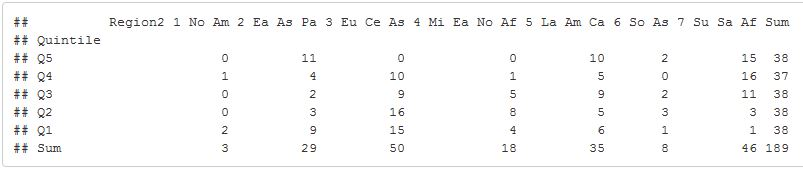 ##       Region2 1 No Am 2 Ea As Pa 3 Eu Ce As 4 Mi Ea No Af 5 La Am Ca 6 So As 7 Su Sa Af Sum
## Quintile
## Q5 0 11 0 0 10 2 15 38
## Q4 1 4 10 1 5 0 16 37
## Q3 0 2 9 5 9 2 11 38
## Q2 0 3 16 8 5 3 3 38
## Q1 2 9 15 4 6 1 1 38
## Sum 3 29 50 18 35 8 46 189